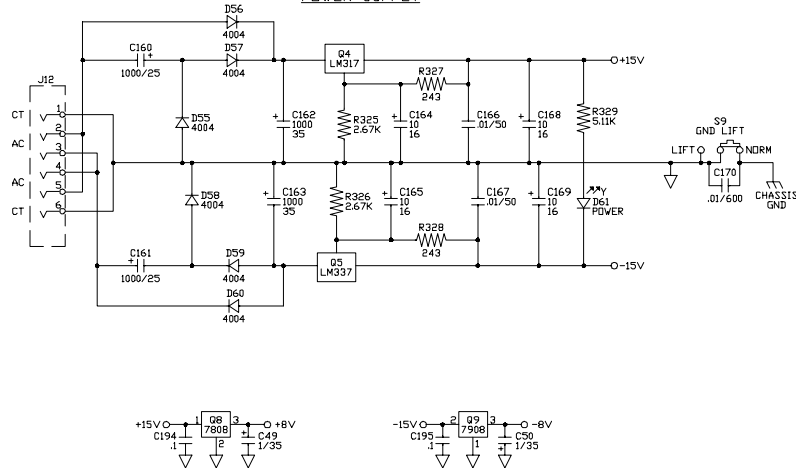 POWER SUPPLY
D56
4004
C160
+
1000/25
D57
4004
Q4
LM317
+15V
J12
CT
1
AC
2
3
AC
4
5
CT
6
D55
4004
+
C162
1000
35
R325
2.67K
+
C164
10
16
R327
243
C166
.01/50
+
C168
10
16
R329
5.11K
S9
GND LIFT
LIFT
NORM
C170
.01/600
CHASSIS
GND
D58
4004
+
C163
1000
35
R326
2.67K
+
C165
10
16
R328
243
C167
.01/50
+
C169
10
16
Y
D61
POWER
C161
+
1000/25
D59
4004
D60
4004
Q5
LM337
-15V
+15V
1
Q8
7808
3
+8V
2
C194
.1
+
C49
1/35
-15V
2
Q9
7908
3
-8V
1
C195
.1
C50
1/35
+